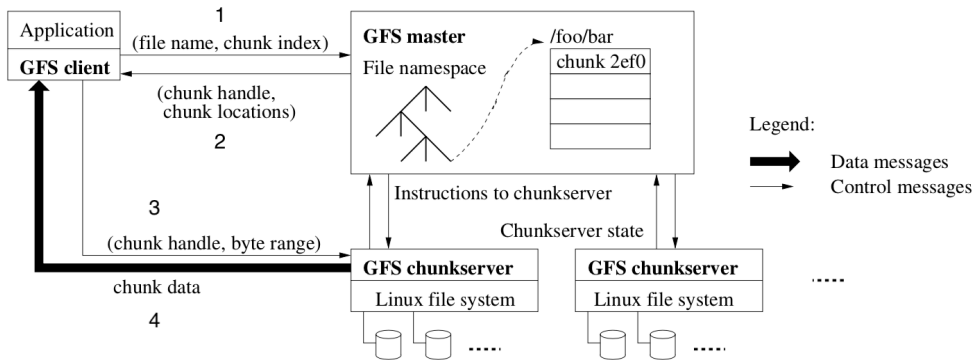 1
Application
(file name, chunk index)
GFS client
GFS master
File namespace
/foo/bar
chunk 2ef0
(chunk handle,
chunk locations)
2
Legend:
Data messages
Control messages
Instructions to chunkserver
3
Chunkserver state
(chunk handle, byte range)
GFS chunkserver
GFS chunkserver
chunk data
Linux file system
Linux file system
4